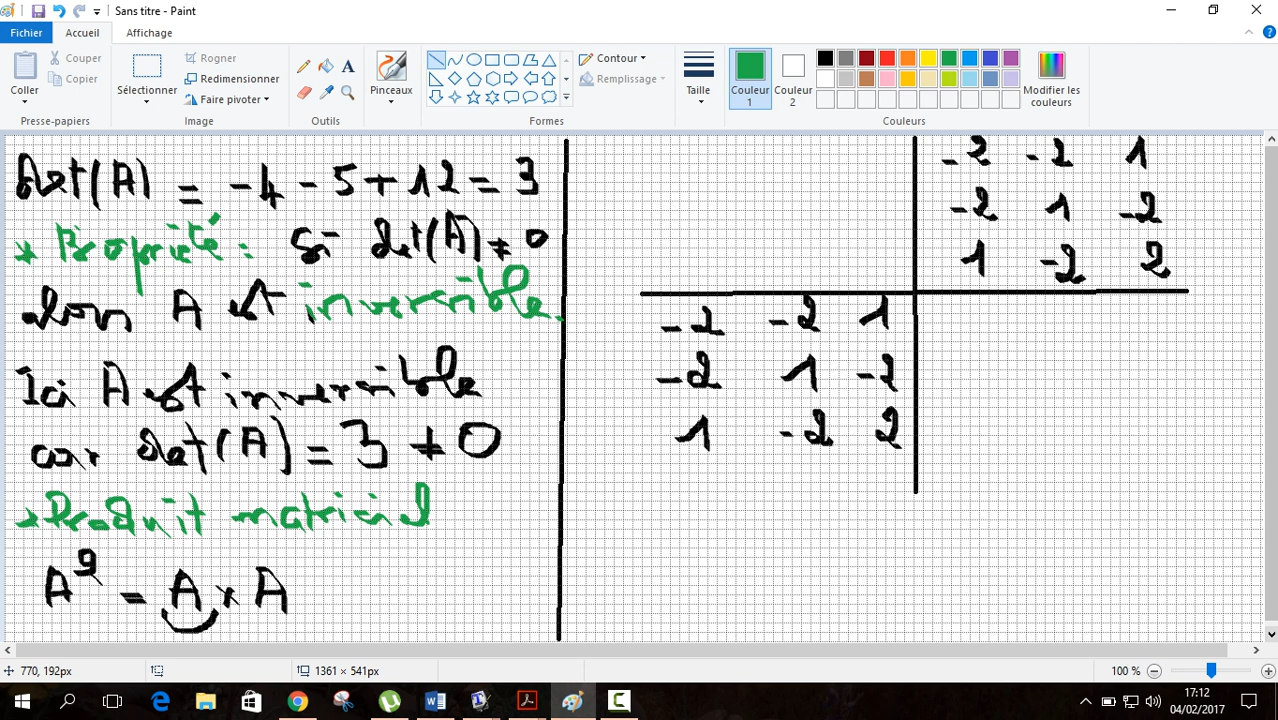 Sans titre - Paint
Fichier Accueil Affichage
Coller
Couper
Copier
Presse-papiers
Sélectionner
Rogner
Redimensionner
Faire pivoter
Image
A
Outils
Pinceaux
Contour
Remplissage
Formes
Taille
Couleur 1
Couleur 2
Modifier les couleurs
Couleurs
Det(A) = -4 - 5 + 12 = 3
* Propriété : Si det(A) ≠ 0
alors A est inversible.
Ici A est inversible
car det(A) = 3 ≠ 0
* Produit matriciel
A² = A × A
-2 -2 1
-2 1 -2
1 -2 2
-2 -2 1
-2 1 -2
1 -2 2
770, 192px
1361 × 541px
100 %
17:12
04/02/2017